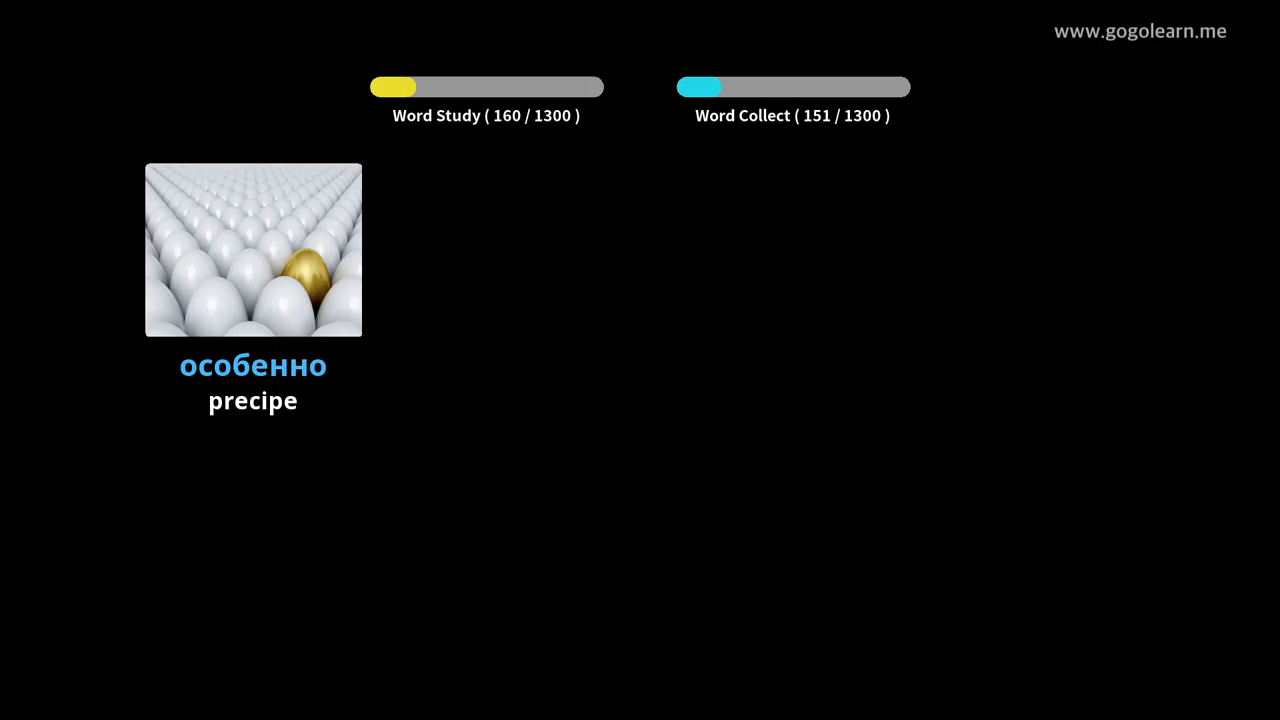 www.gogolearn.me
Word Study ( 160 / 1300 )
Word Collect ( 151 / 1300 )
особенно
precipe